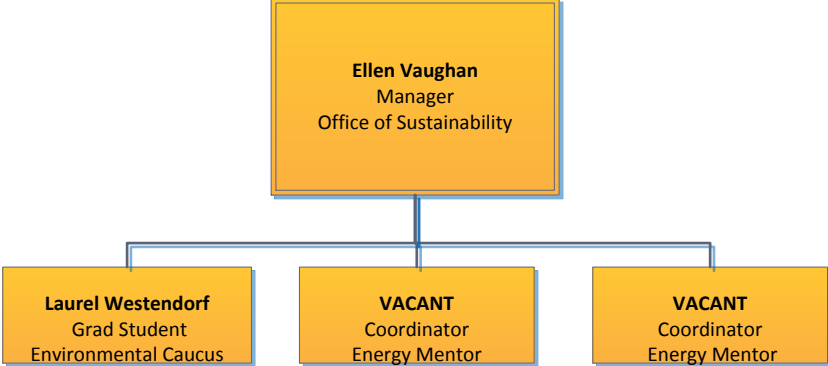 Ellen Vaughan
Manager
Office of Sustainability
Laurel Westendorf
Grad Student
Environmental Caucus
VACANT
Coordinator
Energy Mentor
VACANT
Coordinator
Energy Mentor